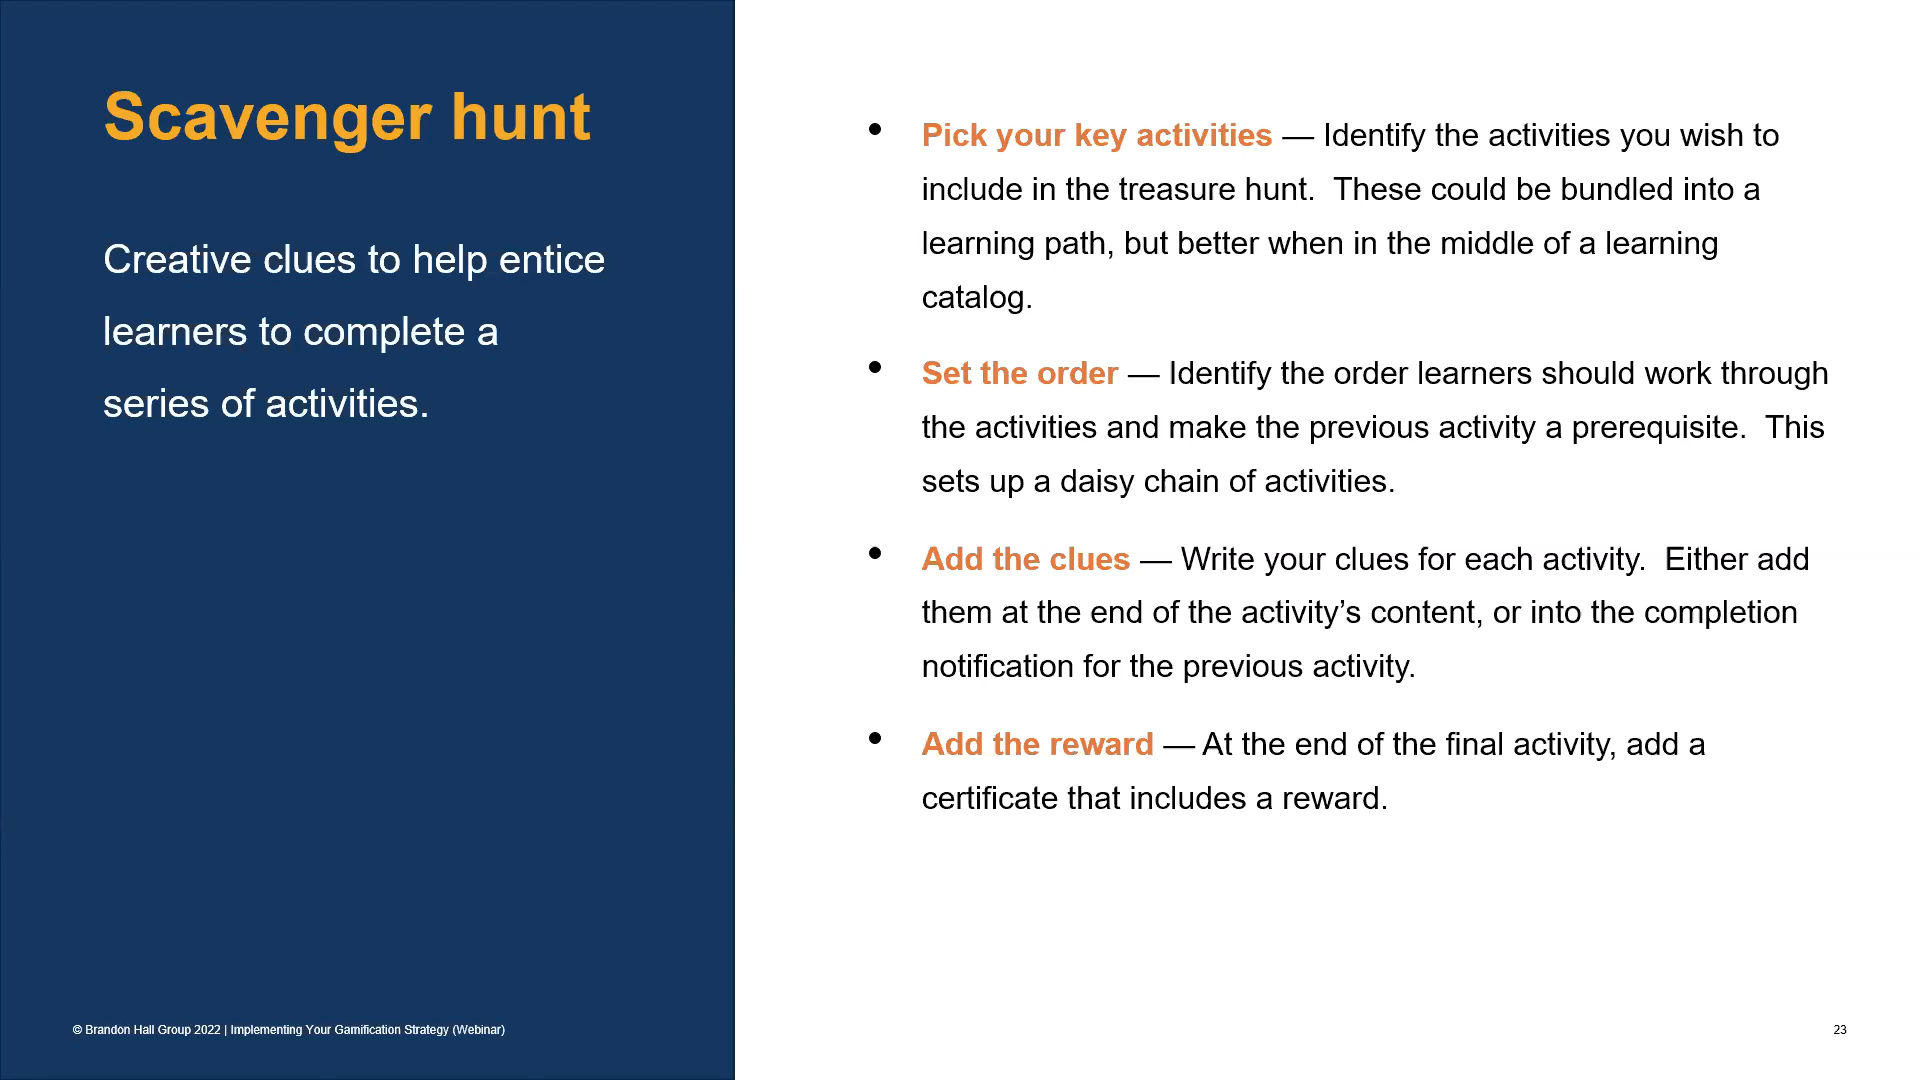 Scavenger hunt
Creative clues to help entice
learners to complete a
series of activities.
• Pick your key activities — Identify the activities you wish to
include in the treasure hunt.  These could be bundled into a
learning path, but better when in the middle of a learning
catalog.
• Set the order — Identify the order learners should work through
the activities and make the previous activity a prerequisite.  This
sets up a daisy chain of activities.
• Add the clues — Write your clues for each activity.  Either add
them at the end of the activity’s content, or into the completion
notification for the previous activity.
• Add the reward — At the end of the final activity, add a
certificate that includes a reward.
© Brandon Hall Group 2022 | Implementing Your Gamification Strategy (Webinar)
23